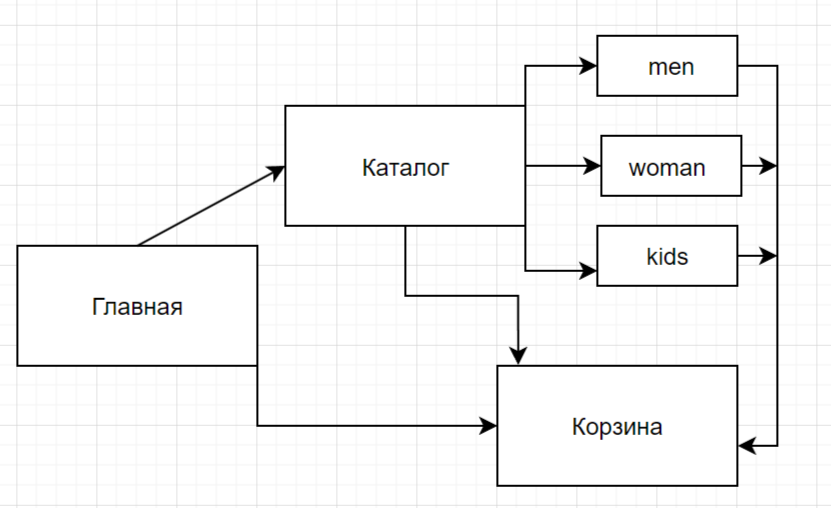 men
Каталог
woman
kids
Главная
Корзина